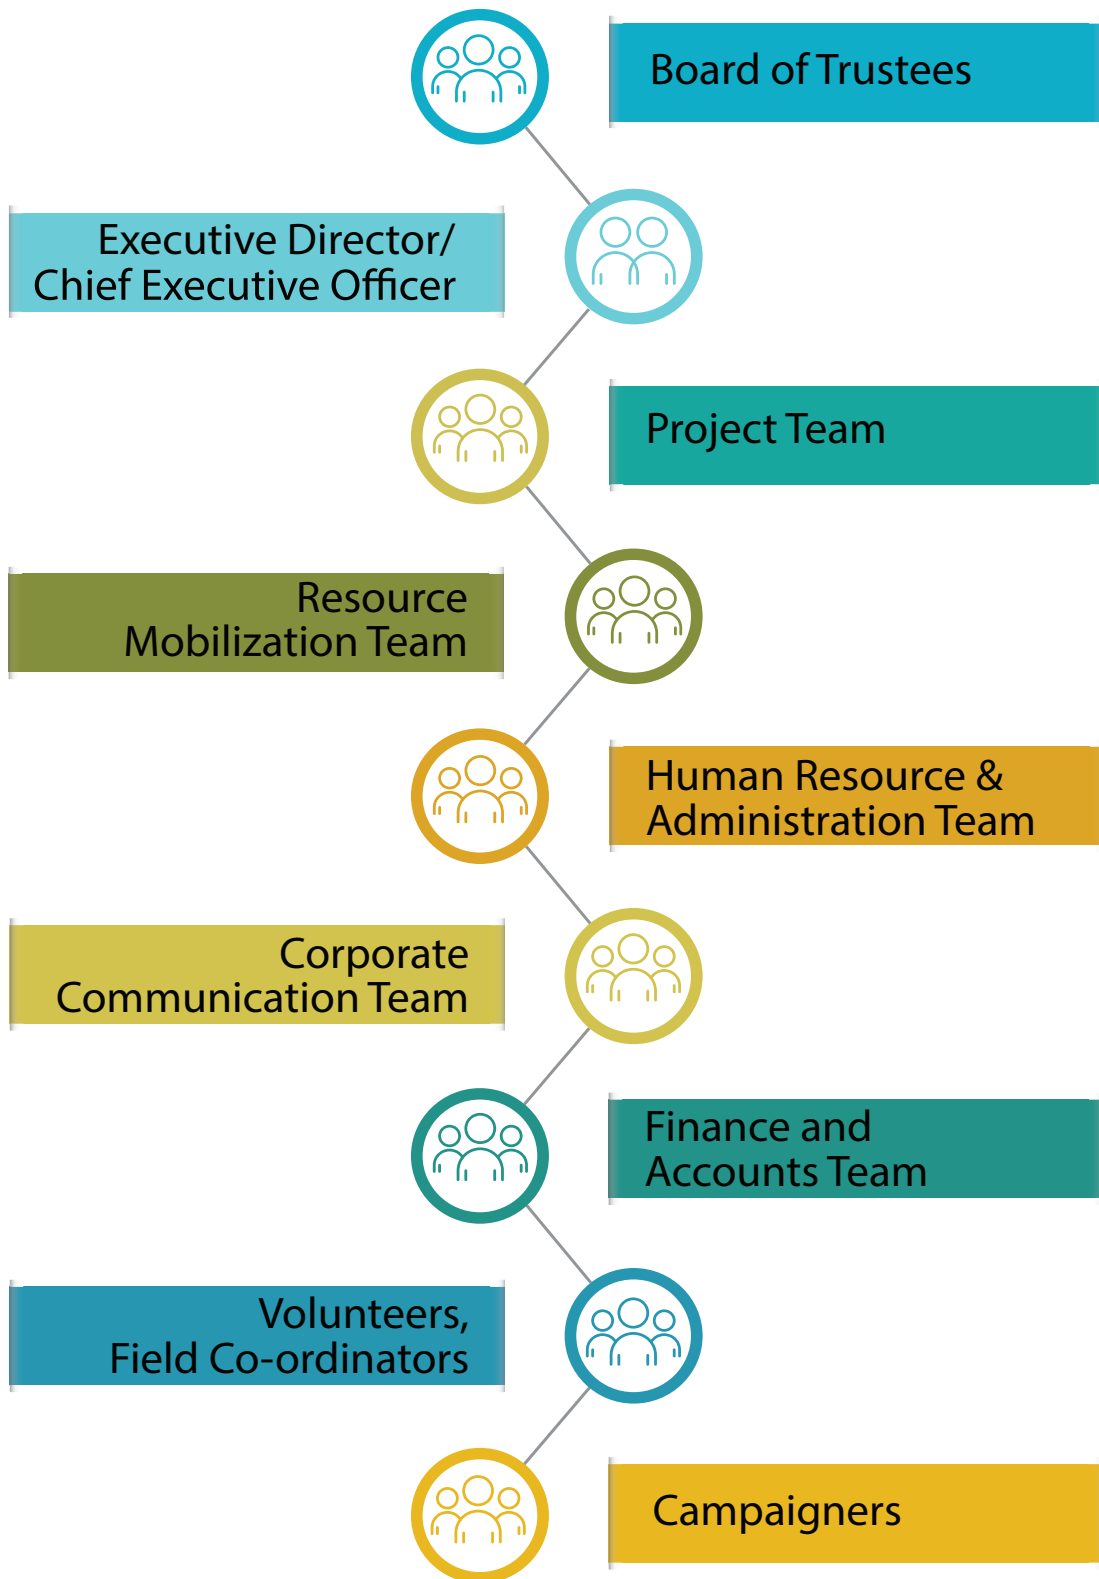 Board of Trustees
Executive Director/
Chief Executive Officer
Project Team
Resource
Mobilization Team
Human Resource &
Administration Team
Corporate
Communication Team
Finance and
Accounts Team
Volunteers,
Field Co-ordinators
Campaigners